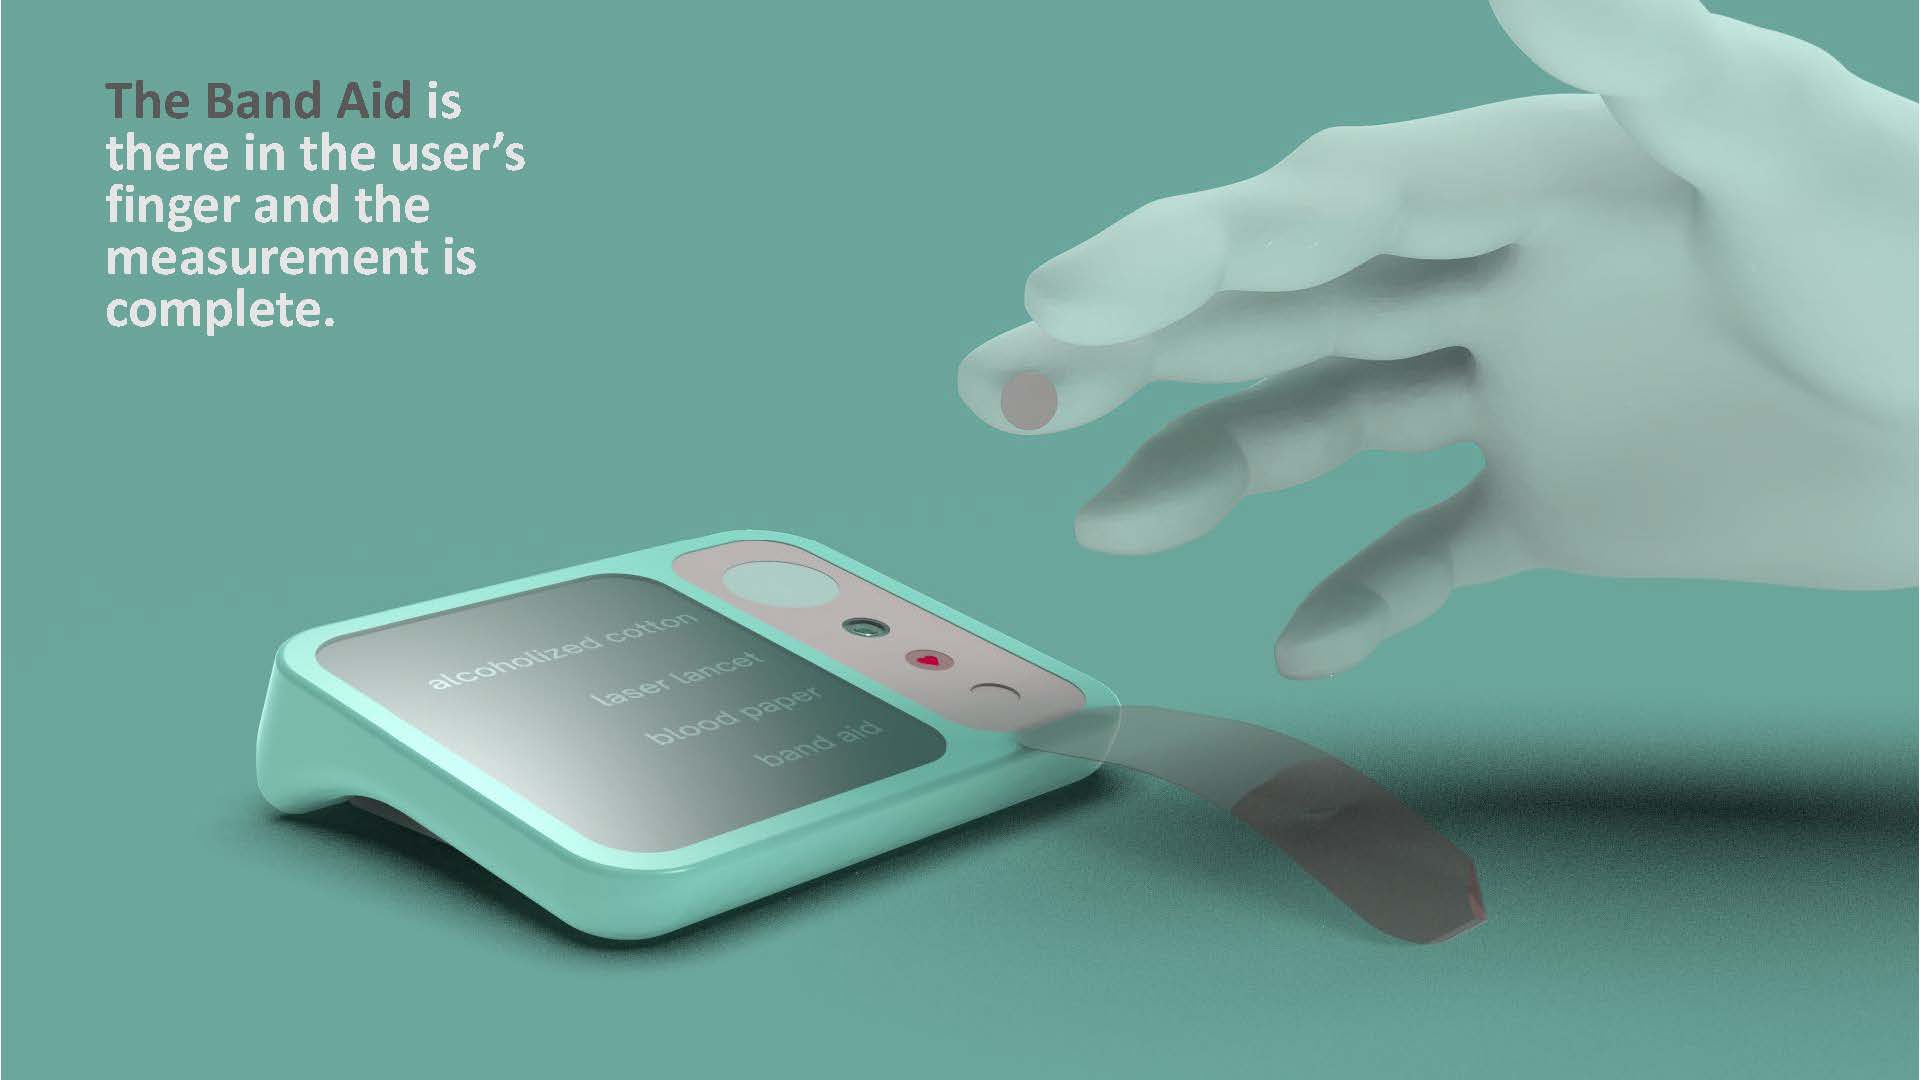 The Band Aid is
there in the user’s
finger and the
measurement is
complete.
alcoholized cotton
laser lancet
blood paper
band aid